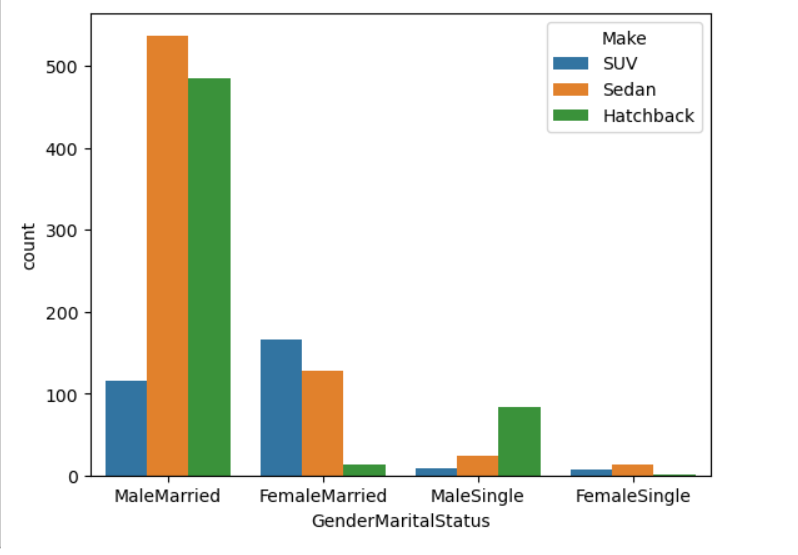 Make
SUV
Sedan
Hatchback
500
400
300
200
100
0
count
MaleMarried FemaleMarried MaleSingle FemaleSingle
GenderMaritalStatus